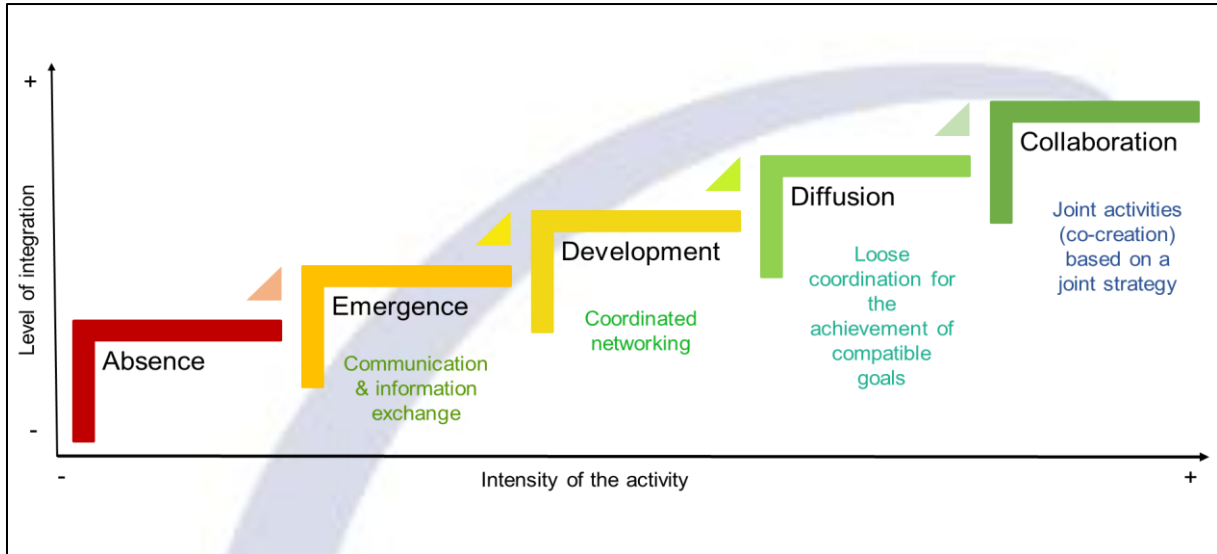 +
Level of integration
-
Absence
Emergence
Communication
& information
exchange
Development
Coordinated
networking
Diffusion
Loose
coordination for
the
achievement of
compatible
goals
Collaboration
Joint activities
(co-creation)
based on a
joint strategy
-
Intensity of the activity
+